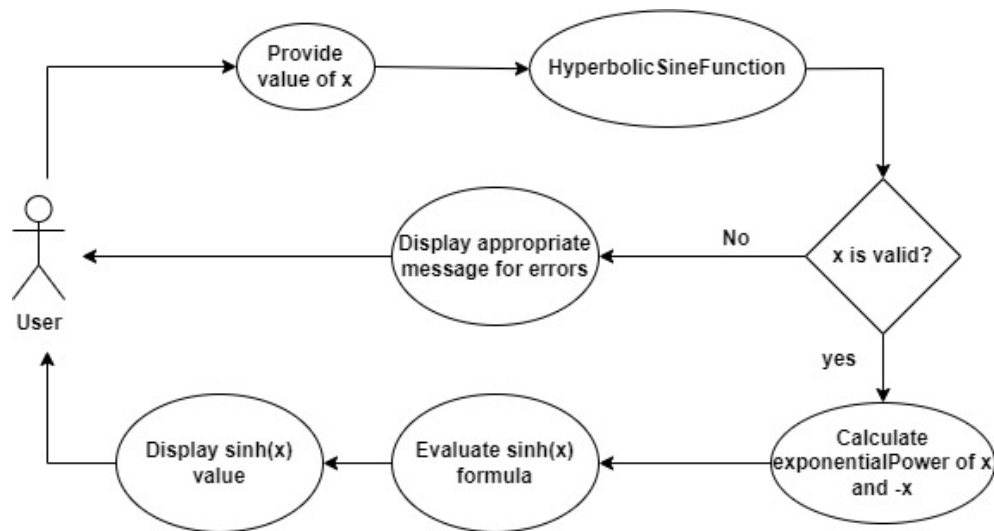 Provide
value of x
HyperbolicSineFunction
Display appropriate
message for errors
No
x is valid?
User
yes
Display sinh(x)
value
Evaluate sinh(x)
formula
Calculate
exponentialPower of x
and -x